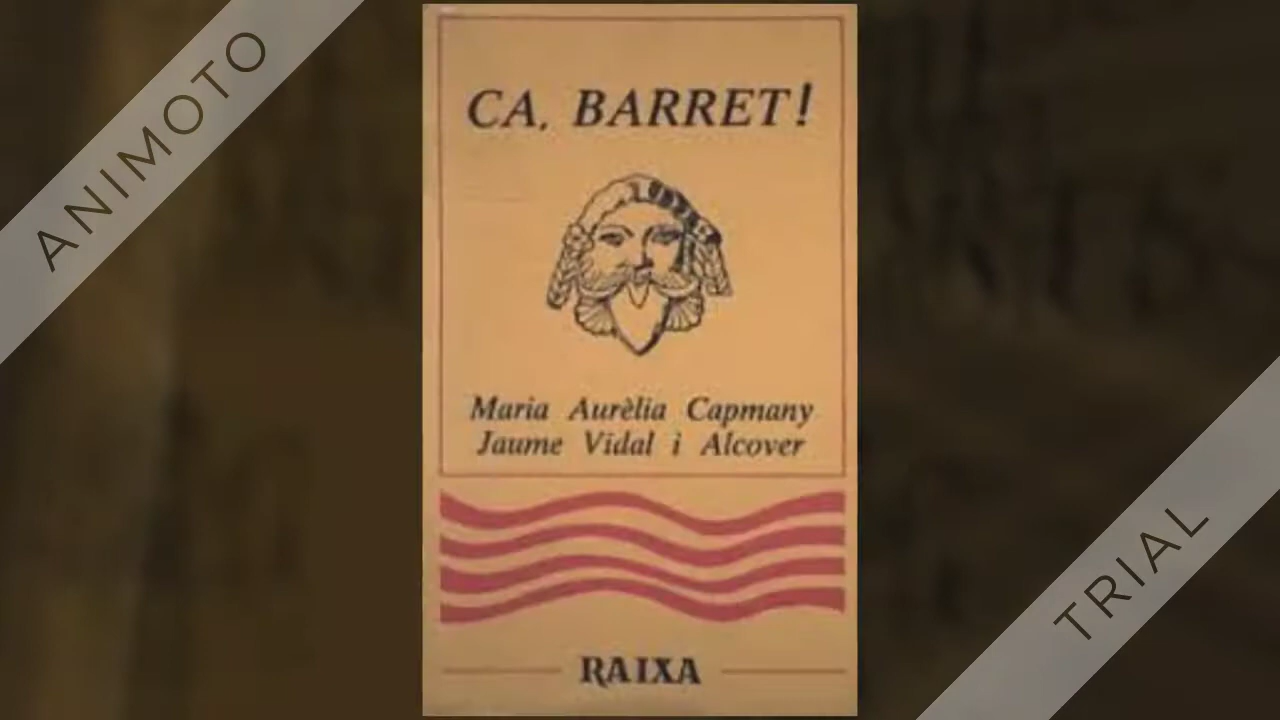 ANIMOTO
CA, BARRET!
Maria Aurèlia Capmany
Jaume Vidal i Alcover
RAIXA
TRIAL